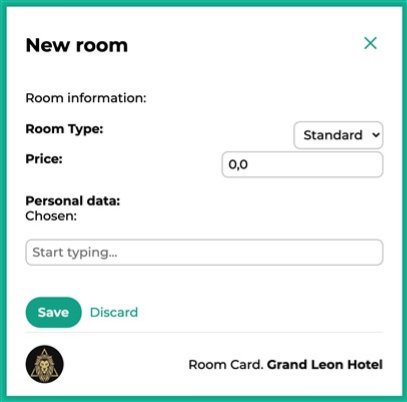 New room
Room information:
Room Type:
Standard
Price:
0,0
Personal data:
Chosen:
Start typing...
Save Discard
Room Card. Grand Leon Hotel